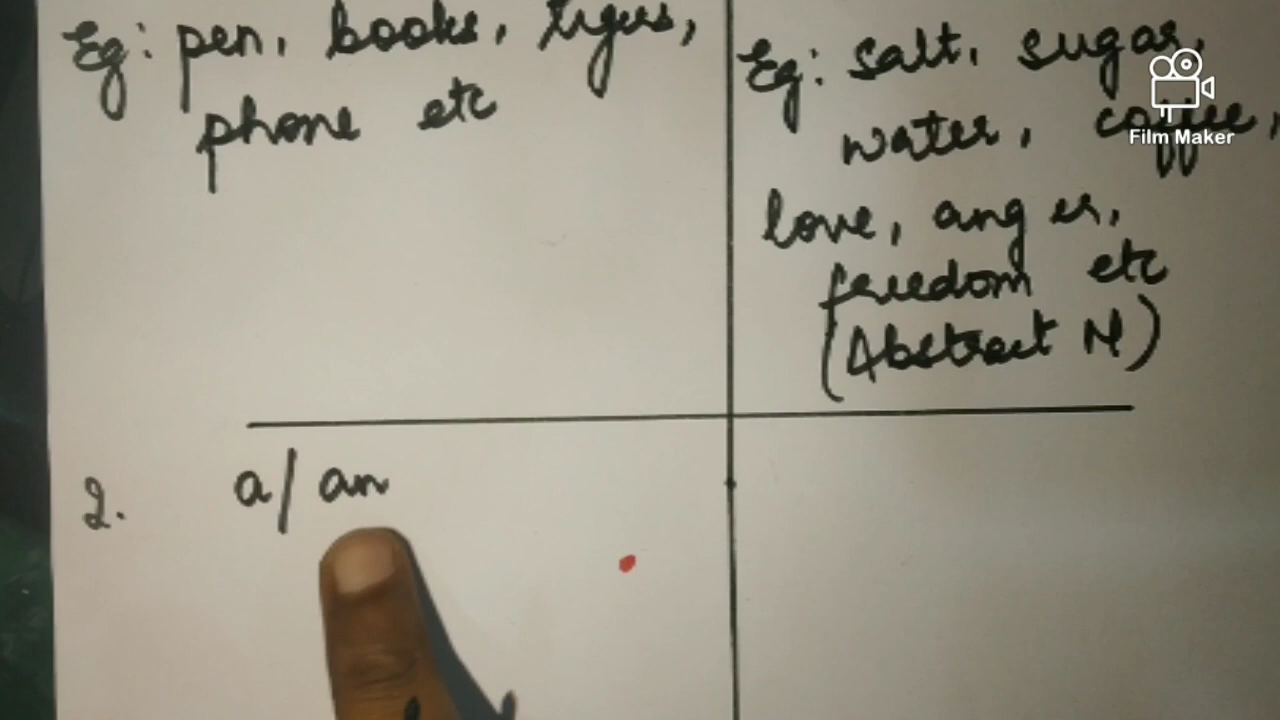 Eg: pen, books, tigers,
phone etc
Eg: salt, sugar,
water, coffee,
love, anger,
freedom etc
(Abstract N)
Film Maker
2. a/an